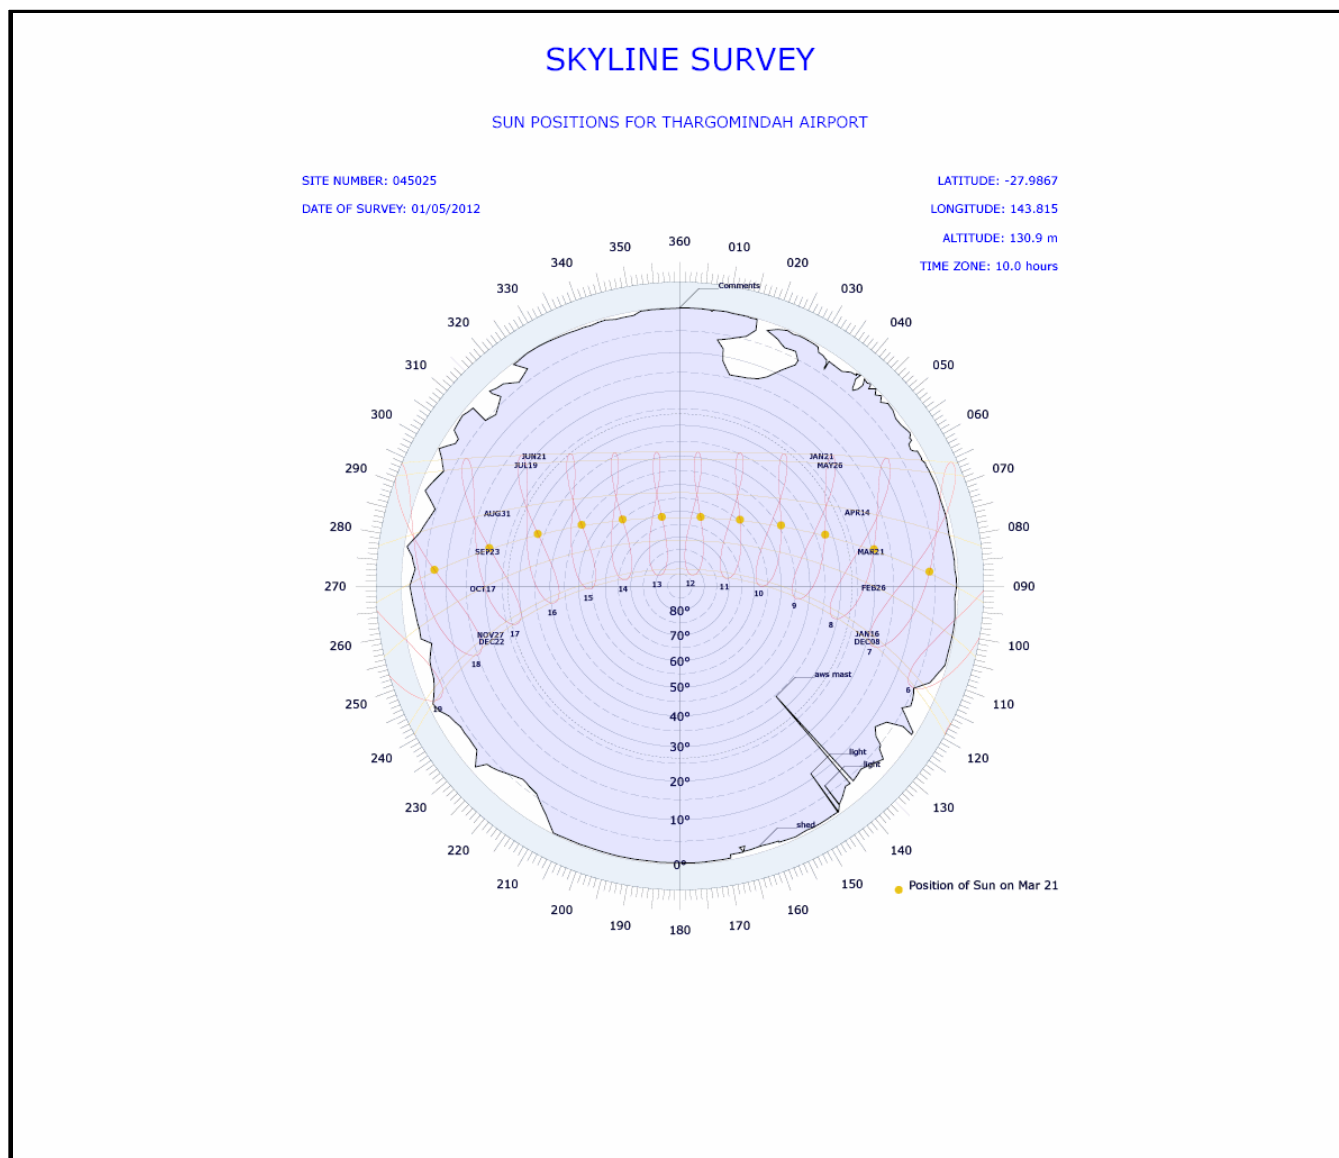 SKYLINE SURVEY
SUN POSITIONS FOR THARGOMINDAH AIRPORT
SITE NUMBER: 045025
LATITUDE: -27.9867
DATE OF SURVEY: 01/05/2012
LONGITUDE: 143.815
ALTITUDE: 130.9 m
TIME ZONE: 10.0 hours
360
350
010
340
020
330
030
320
040
310
050
300
060
290
070
280
080
270
090
260
100
250
110
240
120
230
130
220
140
210
150
200
160
190
170
180
Comments
JUN21
JAN21
JUL19
MAY26
AUG31
APR14
SEP23
MAR21
OCT17
FEB26
NOV27
JAN16
DEC22
DEC08
19
18
17
16
15
14
13
12
11
10
9
8
7
6
80°
70°
60°
50°
40°
30°
20°
10°
0°
aws mast
light
light
shed
Position of Sun on Mar 21